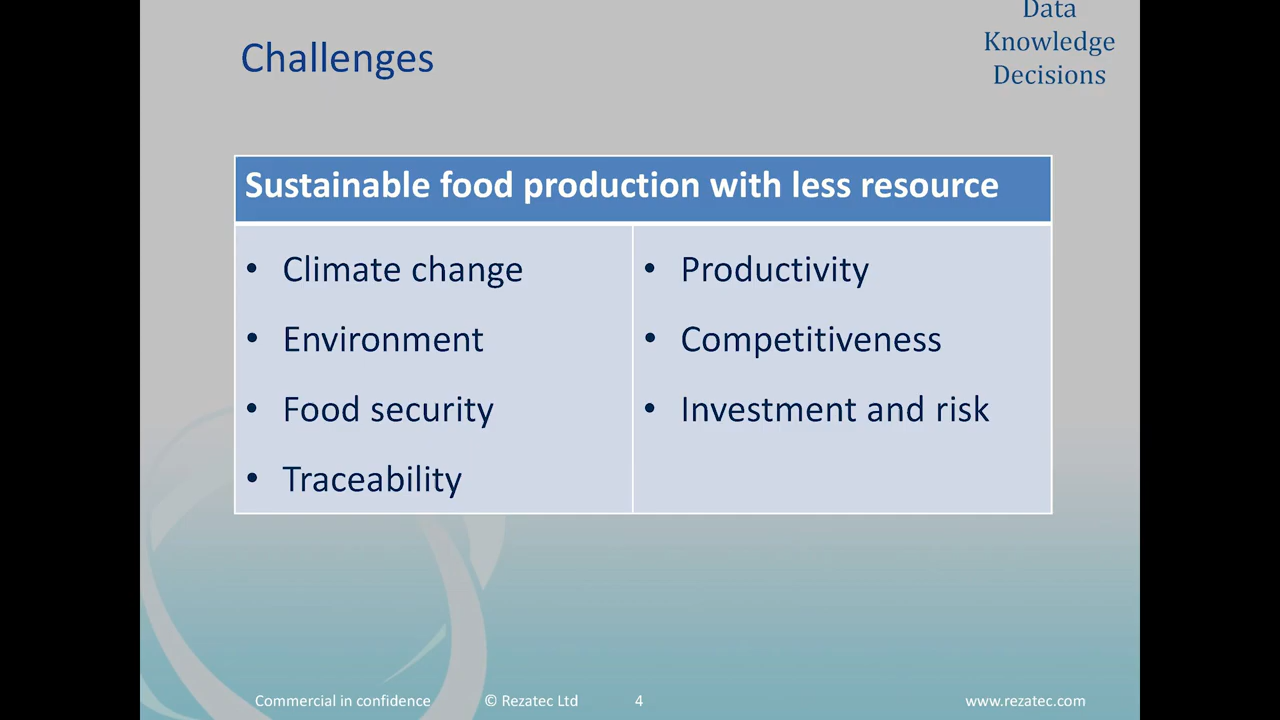 Challenges
Data
Knowledge
Decisions
Sustainable food production with less resource
• Climate change
• Environment
• Food security
• Traceability
• Productivity
• Competitiveness
• Investment and risk
Commercial in confidence © Rezatec Ltd 4 www.rezatec.com